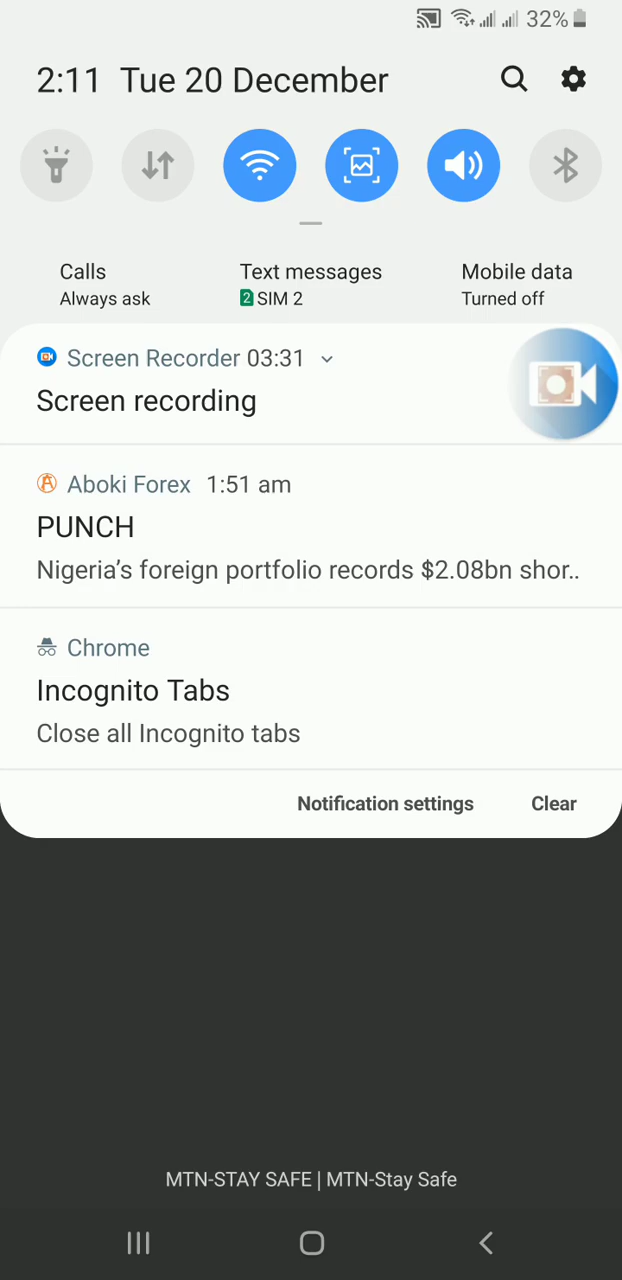 32%
2:11 Tue 20 December
Calls Text messages Mobile data
Always ask 2 SIM 2 Turned off
Screen Recorder 03:31
Screen recording
Aboki Forex 1:51 am
PUNCH
Nigeria’s foreign portfolio records $2.08bn shor..
Chrome
Incognito Tabs
Close all Incognito tabs
Notification settings Clear
MTN-STAY SAFE | MTN-Stay Safe